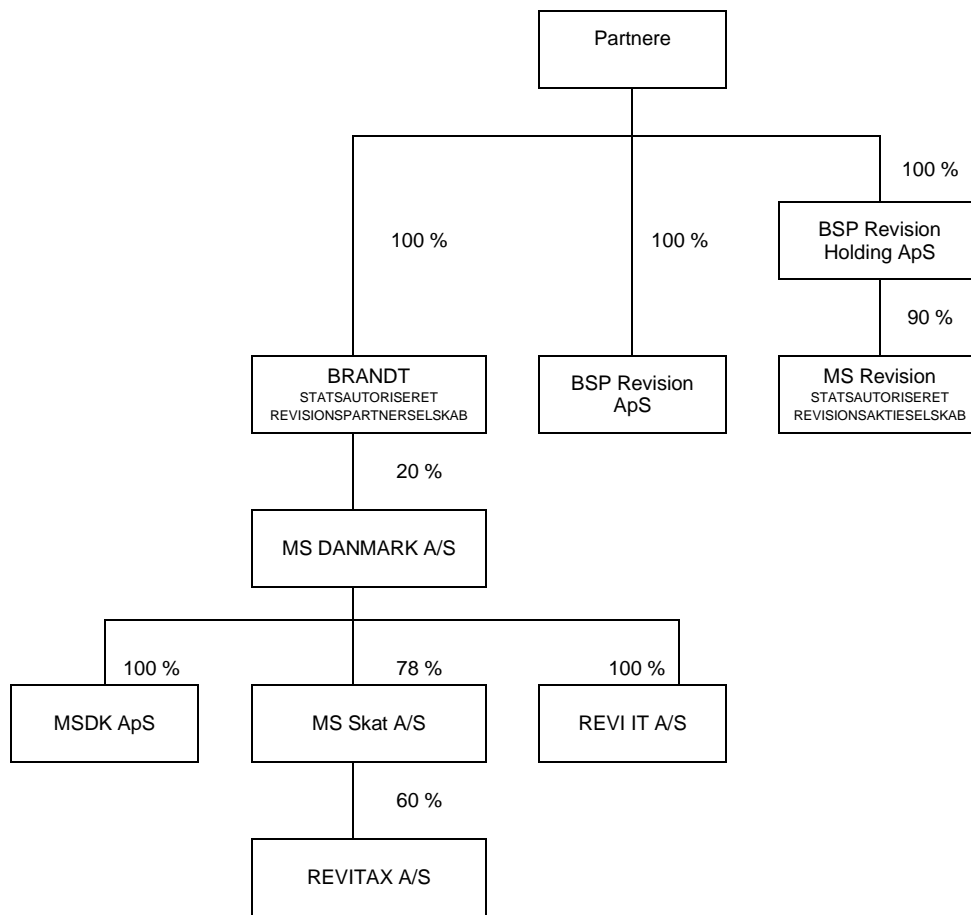 Partnere
100 %
BSP Revision
Holding ApS
100 %
100 %
90 %
BRANDT
STATSAUTORISERET
REVISIONSPARTNERSELSKAB
BSP Revision
ApS
MS Revision
STATSAUTORISERET
REVISIONSAKTIESELSKAB
20 %
MS DANMARK A/S
100 %
78 %
100 %
MSDK ApS
MS Skat A/S
REVI IT A/S
60 %
REVITAX A/S